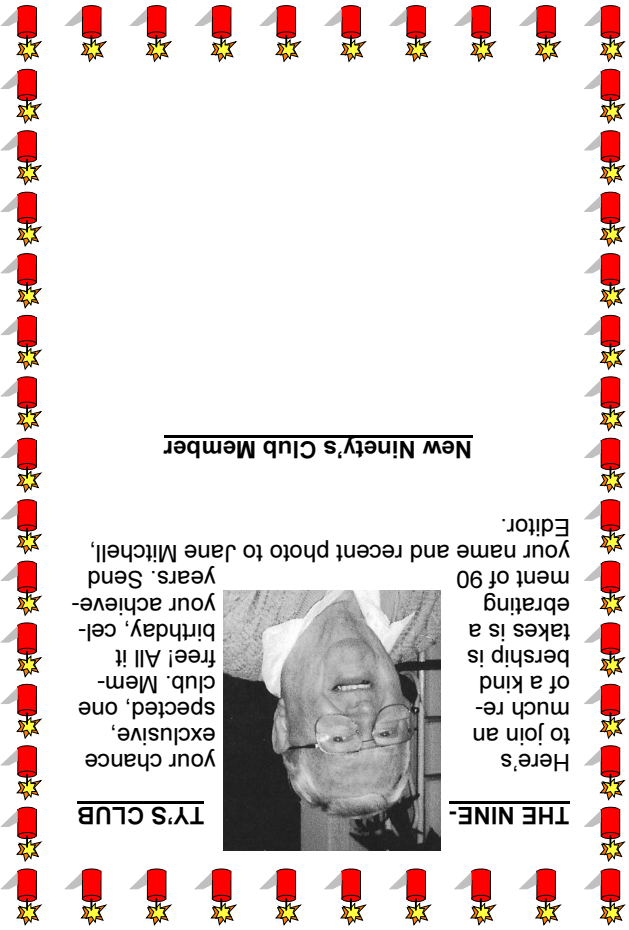 THE NINE- TY'S CLUB
Here's your chance
to join an exclusive,
much re- spected, one
of a kind club. Mem-
bership is free! All it
takes is a birthday, cel-
ebrating your achieve-
ment of 90 years. Send
your name and recent photo to Jane Mitchell,
Editor.
New Ninety's Club Member